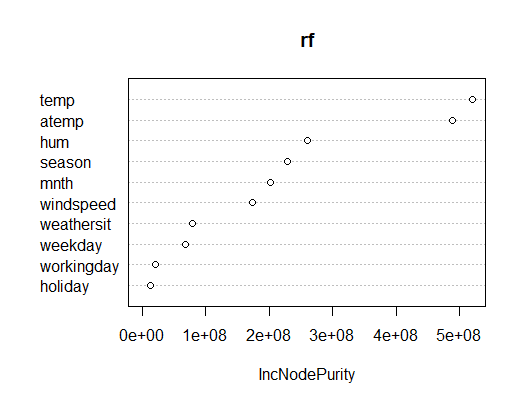 rf
temp
atemp
hum
season
mnth
windspeed
weathersit
weekday
workingday
holiday
0e+00 1e+08 2e+08 3e+08 4e+08 5e+08
IncNodePurity